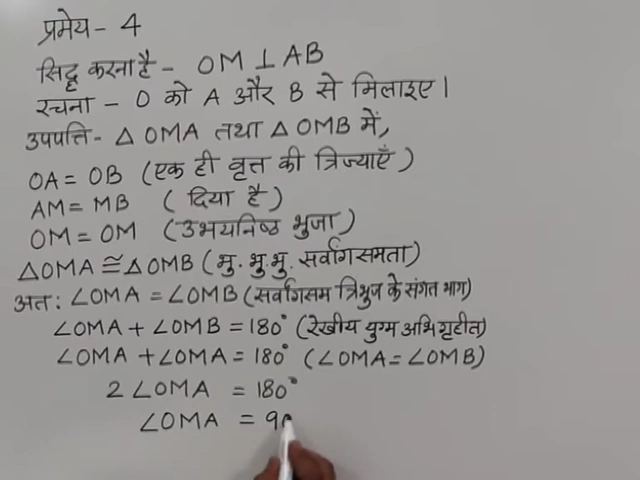 प्रमेय - 4
सिद्ध करना है - OM ⊥ AB
रचना - O को A और B से मिलाइए।
उपपत्ति - △ OMA तथा △ OMB में,
OA = OB (एक ही वृत्त की त्रिज्याएँ)
AM = MB (दिया है)
OM = OM (उभयनिष्ठ भुजा)
△OMA ≅ △OMB (भु. भु. भु. सर्वांगसमता)
अतः ∠OMA = ∠OMB (सर्वांगसम त्रिभुज के संगत भाग)
∠OMA + ∠OMB = 180° (रेखीय युग्म अभिगृहीत)
∠OMA + ∠OMA = 180° (∠OMA = ∠OMB)
2 ∠OMA = 180°
∠OMA = 90